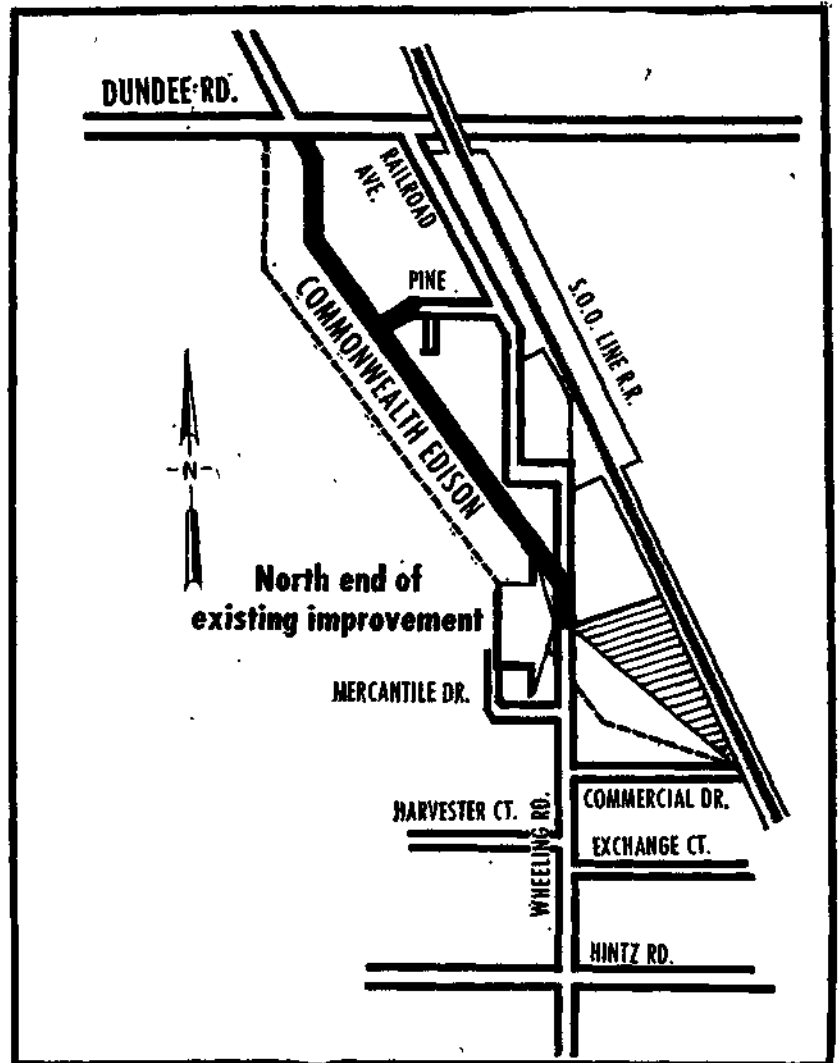 DUNDEE RD.
RAILROAD
AVE.
PINE
S.O.O. LINE R.R.
COMMONWEALTH EDISON
N
North end of
existing improvement
MERCANTILE DR.
HARVESTER CT.
WHEELING RD.
COMMERCIAL DR.
EXCHANGE CT.
HINTZ RD.